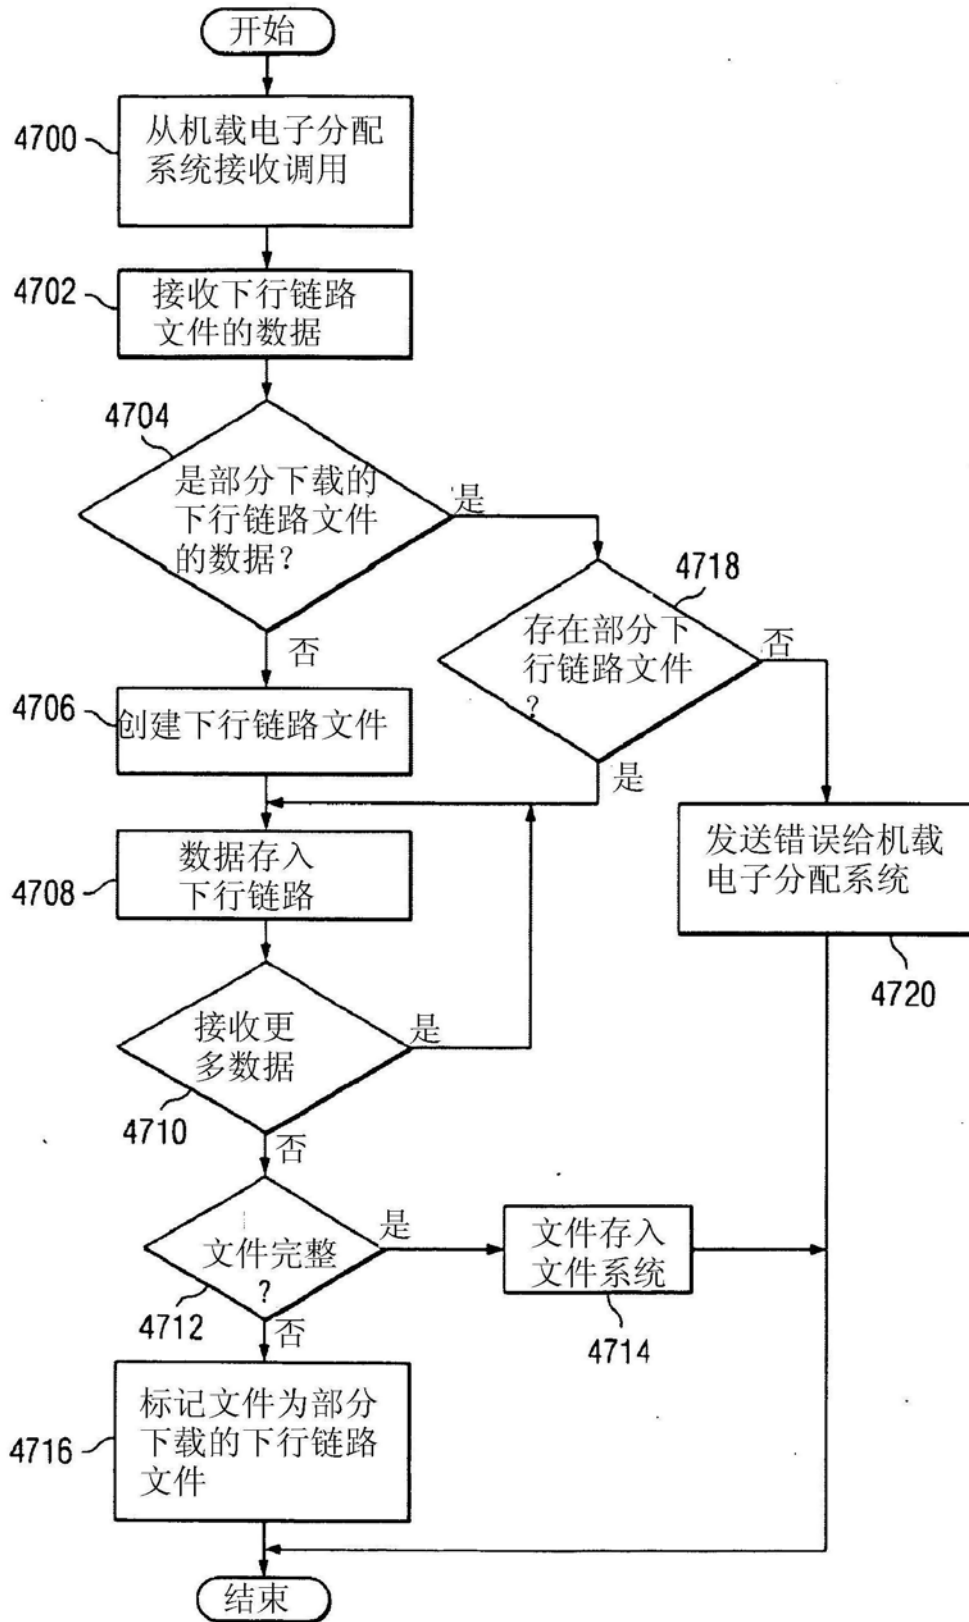 开始
4700
从机载电子分配
系统接收调用
4702
接收下行链路
文件的数据
4704
是部分下载的
下行链路文件
的数据?
是
否
4718
存在部分下
行链路文件
?
否
是
4706
创建下行链路文件
4708
数据存入
下行链路
发送错误给机载
电子分配系统
4720
接收更
多数据
是
4710
否
文件完整
?
是
4712
否
文件存入
文件系统
4714
4716
标记文件为部分
下载的下行链路
文件
结束